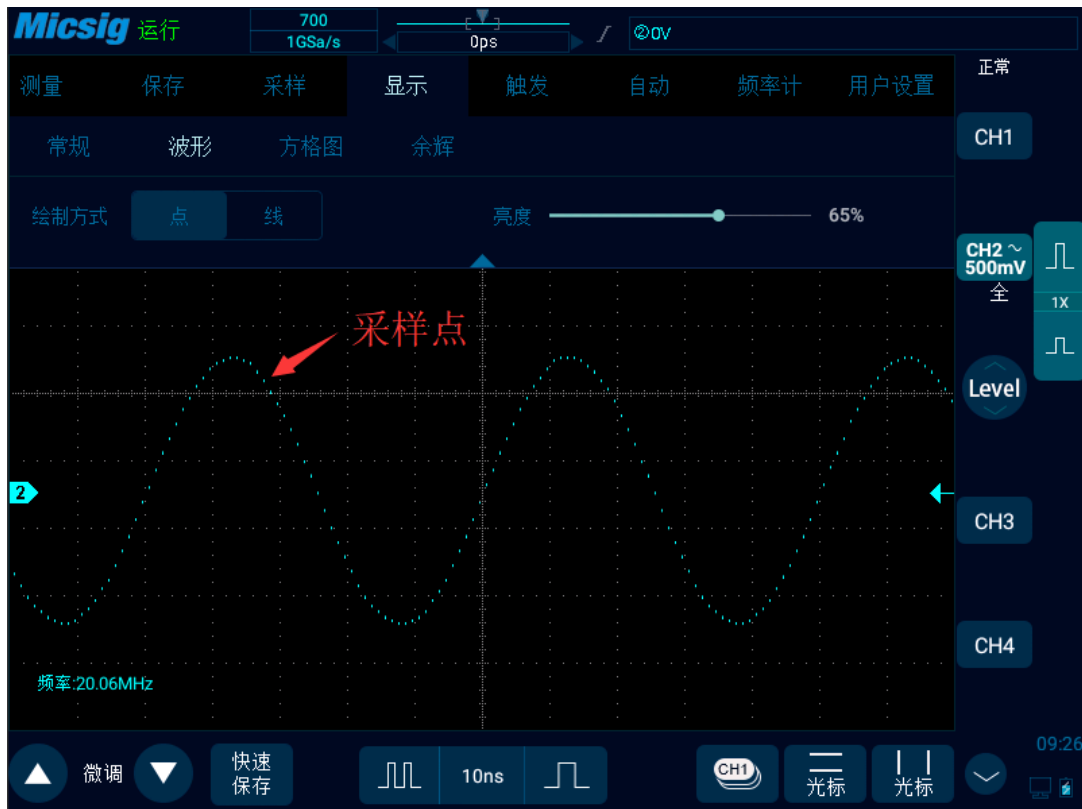 Micsig 运行
700
1GSa/s
0ps
②0V
测量 保存 采样 显示 触发 自动 频率计 用户设置
正常
常规 波形 方格图 余辉
CH1
绘制方式 点 线 亮度 65%
CH2
500mV
全
1X
采样点
Level
2
CH3
CH4
频率:20.06MHz
微调
快速
保存
10ns
CH1
光标
光标
09:26